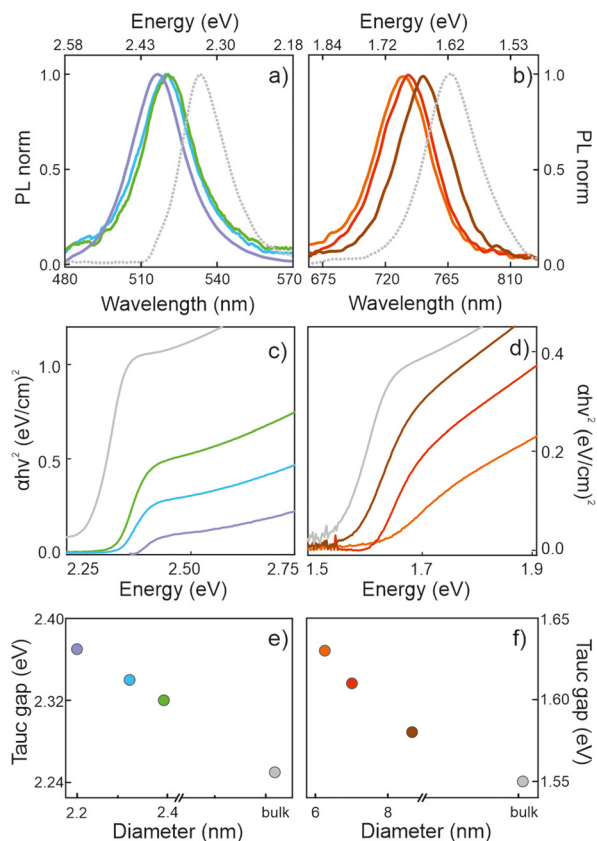 Energy (eV)
2.58 2.43 2.30 2.18
Energy (eV)
1.84 1.72 1.62 1.53
a)
1.0
0.5
0.0
PL norm
480 510 540 570
Wavelength (nm)
b)
1.0
0.5
0.0
PL norm
675 720 765 810
Wavelength (nm)
c)
1.0
0.5
0.0
αhv² (eV/cm)²
2.25 2.50 2.75
Energy (eV)
d)
0.4
0.2
0.0
αhv² (eV/cm)²
1.5 1.7 1.9
Energy (eV)
e)
2.40
2.32
2.24
Tauc gap (eV)
2.2 2.4 bulk
Diameter (nm)
f)
1.65
1.60
1.55
Tauc gap (eV)
6 8 bulk
Diameter (nm)